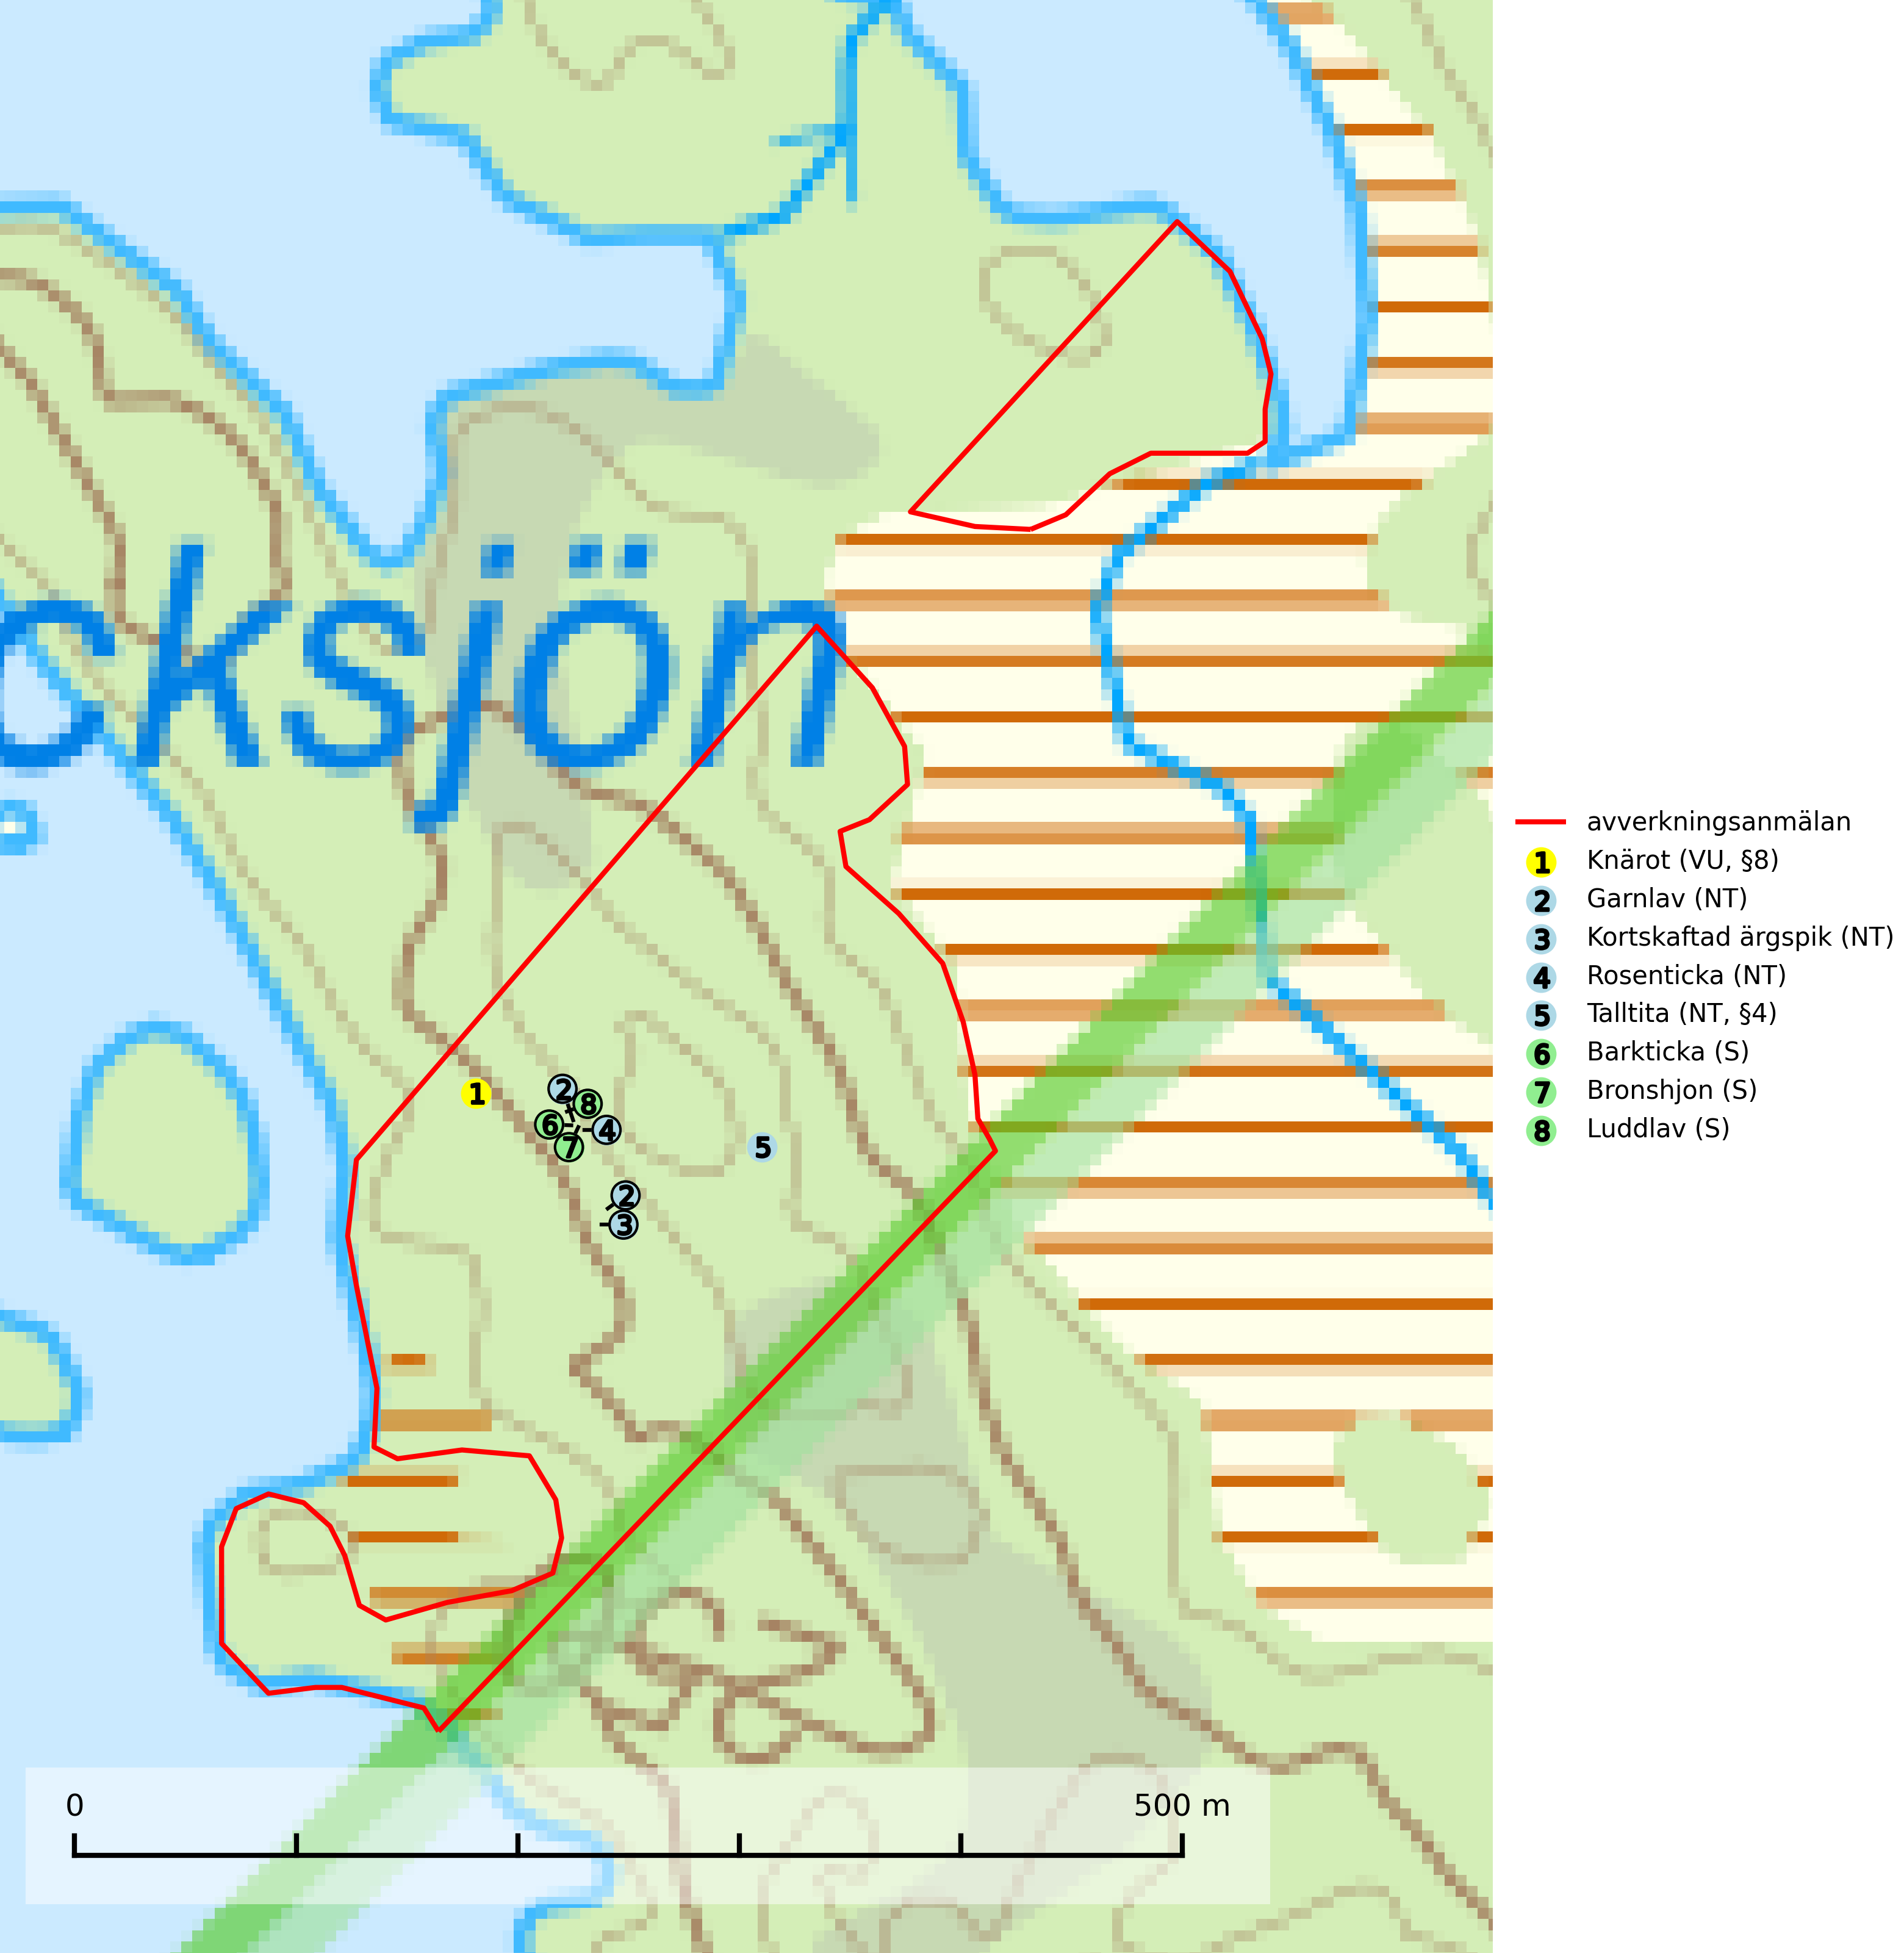 cksjön
1
2
8
6
4
7
5
2
3
0
500 m
avverkningsanmälan
1 Knärot (VU, §8)
2 Garnlav (NT)
3 Kortskaftad ärgspik (NT)
4 Rosenticka (NT)
5 Talltita (NT, §4)
6 Barkticka (S)
7 Bronshjon (S)
8 Luddlav (S)